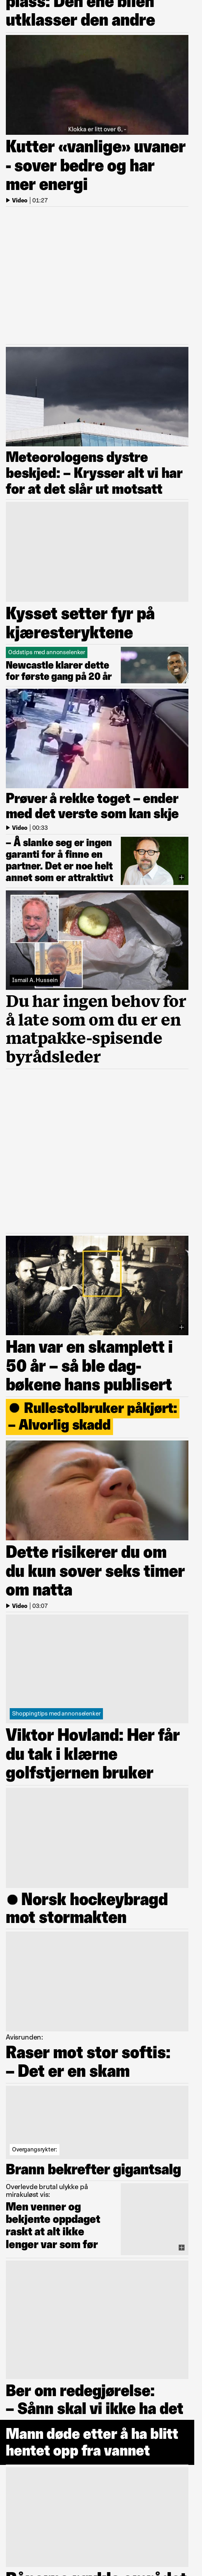 plass: Den ene bilen
utklasser den andre
Klokka er litt over 6. –
Kutter «vanlige» uvaner
- sover bedre og har
mer energi
Video | 01:27
Meteorologens dystre
beskjed: – Krysser alt vi har
for at det slår ut motsatt
Kysset setter fyr på
kjæresteryktene
Oddstips med annonselenker
Newcastle klarer dette
for første gang på 20 år
Prøver å rekke toget – ender
med det verste som kan skje
Video | 00:33
– Å slanke seg er ingen
garanti for å finne en
partner. Det er noe helt
annet som er attraktivt
Ismail A. Hussein
Du har ingen behov for
å late som om du er en
matpakke-spisende
byrådsleder
Han var en skamplett i
50 år – så ble dag-
bøkene hans publisert
Rullestolbruker påkjørt:
– Alvorlig skadd
Dette risikerer du om
du kun sover seks timer
om natta
Video | 03:07
Shoppingtips med annonselenker
Viktor Hovland: Her får
du tak i klærne
golfstjernen bruker
Norsk hockeybragd
mot stormakten
Avisrunden:
Raser mot stor softis:
– Det er en skam
Overgangsrykter:
Brann bekrefter gigantsalg
Overlevde brutal ulykke på
mirakuløst vis:
Men venner og
bekjente oppdaget
raskt at alt ikke
lenger var som før
Ber om redegjørelse:
– Sånn skal vi ikke ha det
Mann døde etter å ha blitt
hentet opp fra vannet